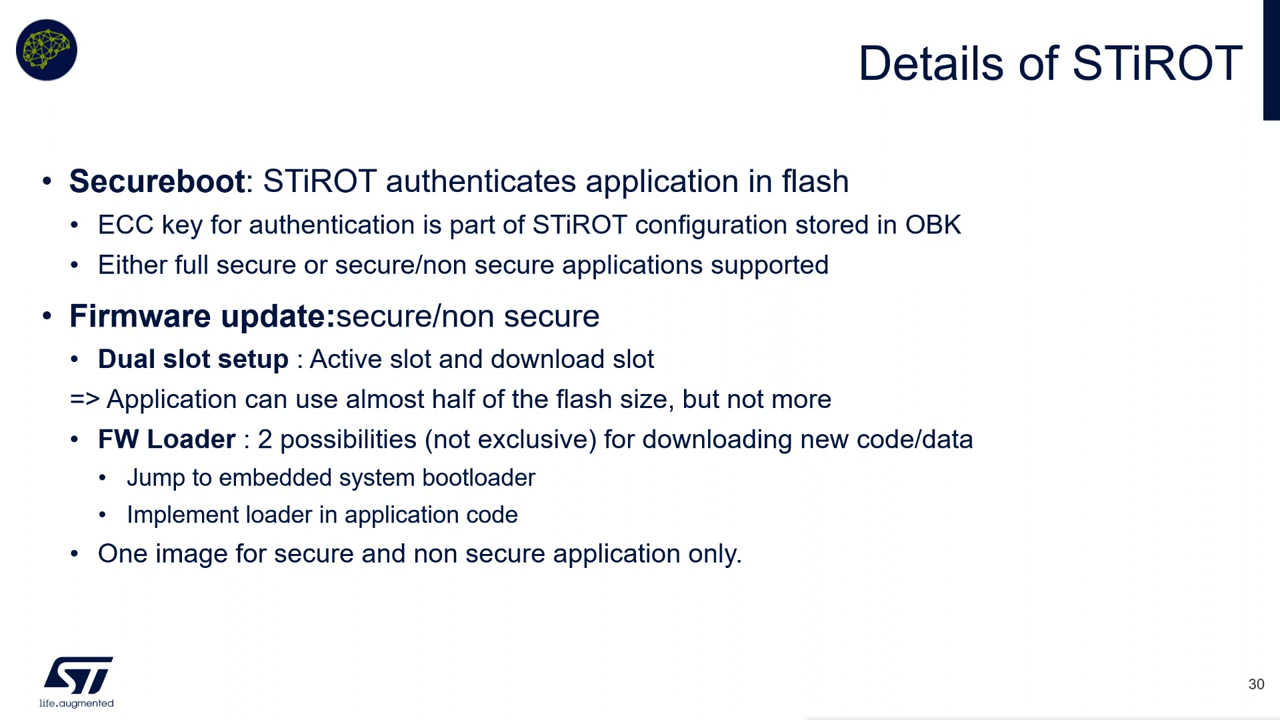 Details of STiROT
• Secureboot: STiROT authenticates application in flash
• ECC key for authentication is part of STiROT configuration stored in OBK
• Either full secure or secure/non secure applications supported
• Firmware update:secure/non secure
• Dual slot setup : Active slot and download slot
=> Application can use almost half of the flash size, but not more
• FW Loader : 2 possibilities (not exclusive) for downloading new code/data
• Jump to embedded system bootloader
• Implement loader in application code
• One image for secure and non secure application only.
ST
life.augmented
30